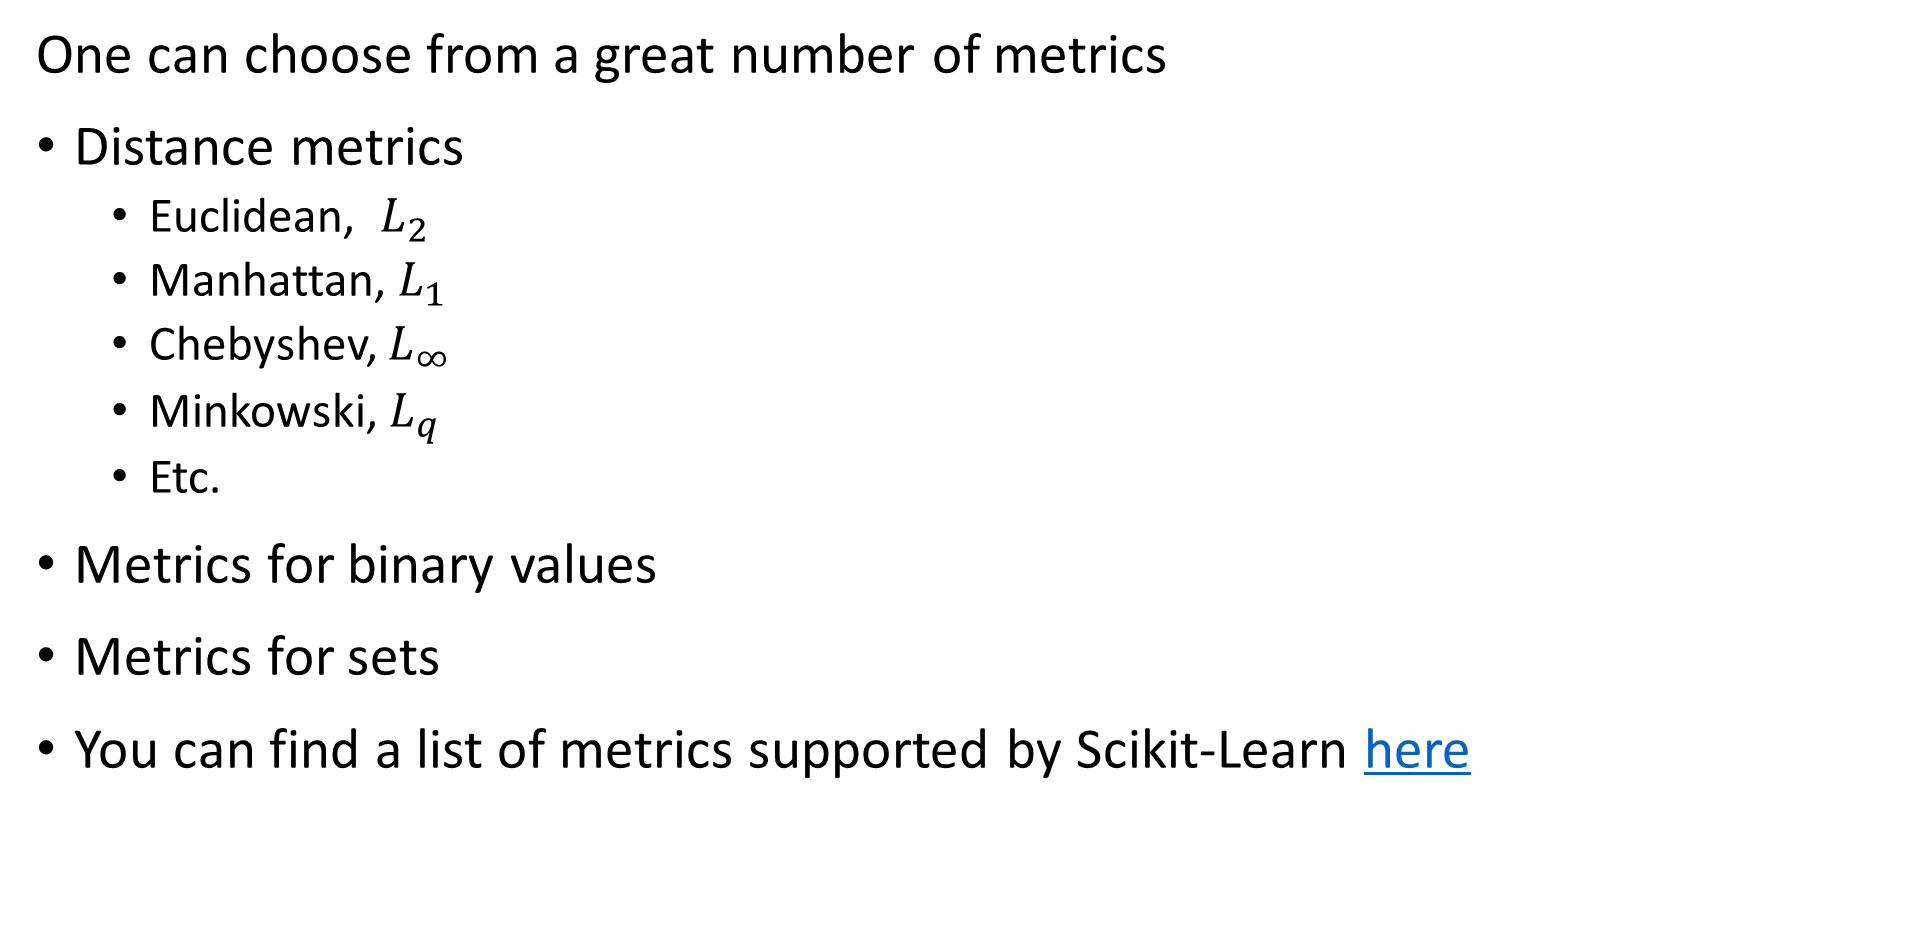 One can choose from a great number of metrics
• Distance metrics
• Euclidean, L₂
• Manhattan, L₁
• Chebyshev, L∞
• Minkowski, L_q
• Etc.
• Metrics for binary values
• Metrics for sets
• You can find a list of metrics supported by Scikit-Learn here